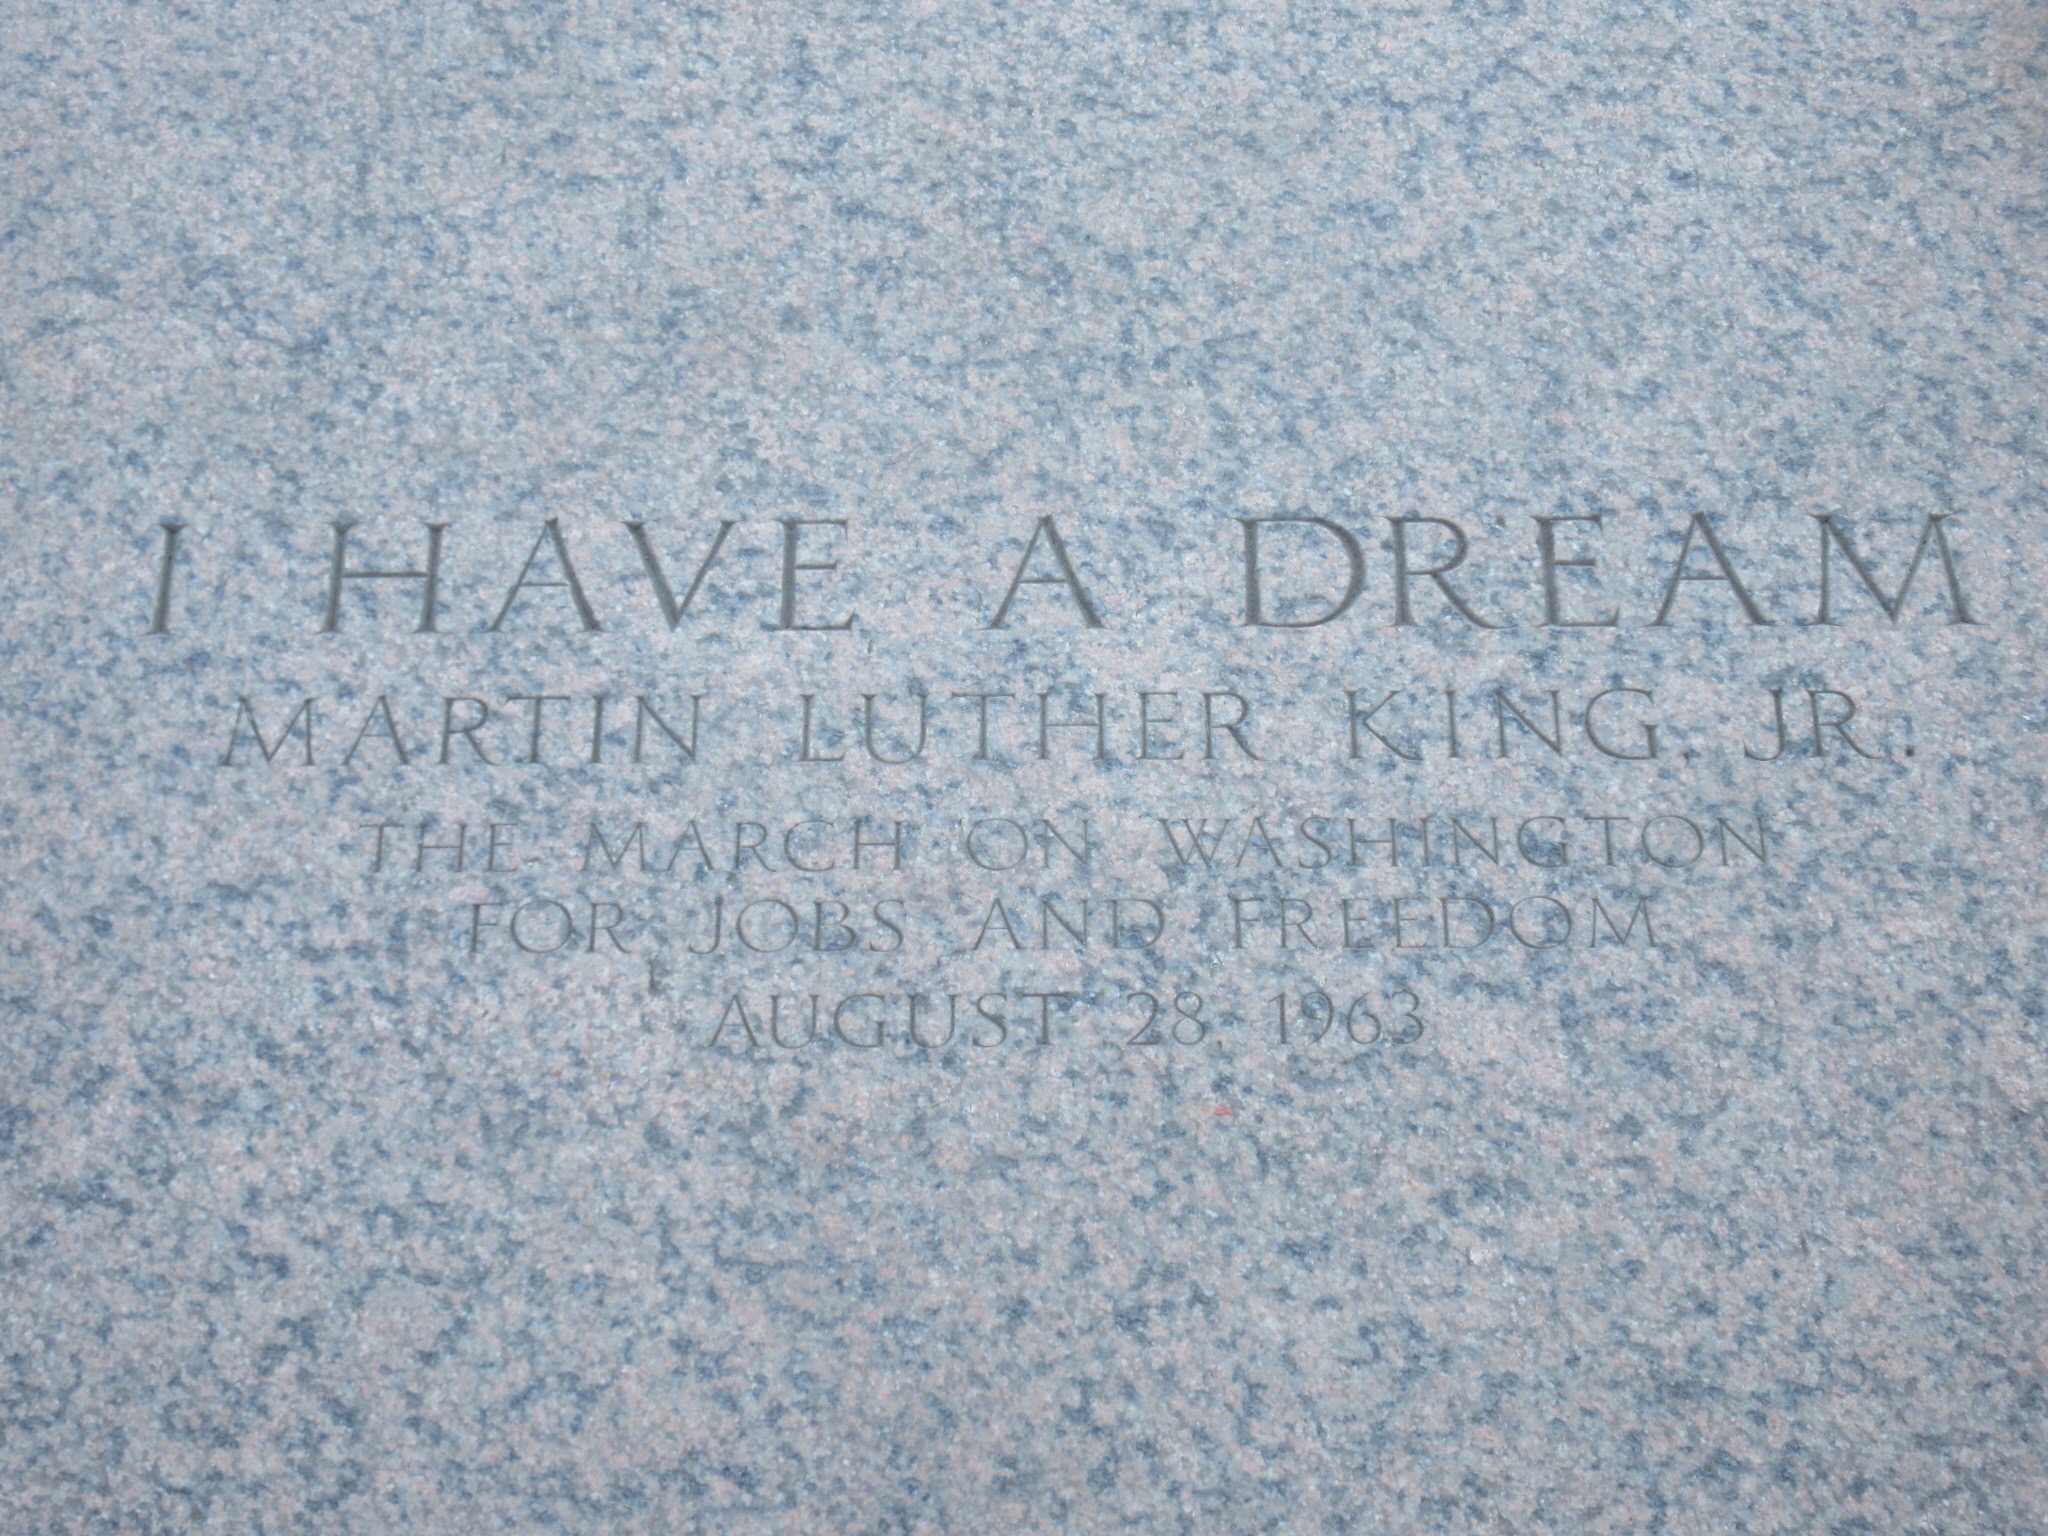 I HAVE A DREAM
MARTIN LUTHER KING, JR.
THE MARCH ON WASHINGTON
FOR JOBS AND FREEDOM
AUGUST 28, 1963